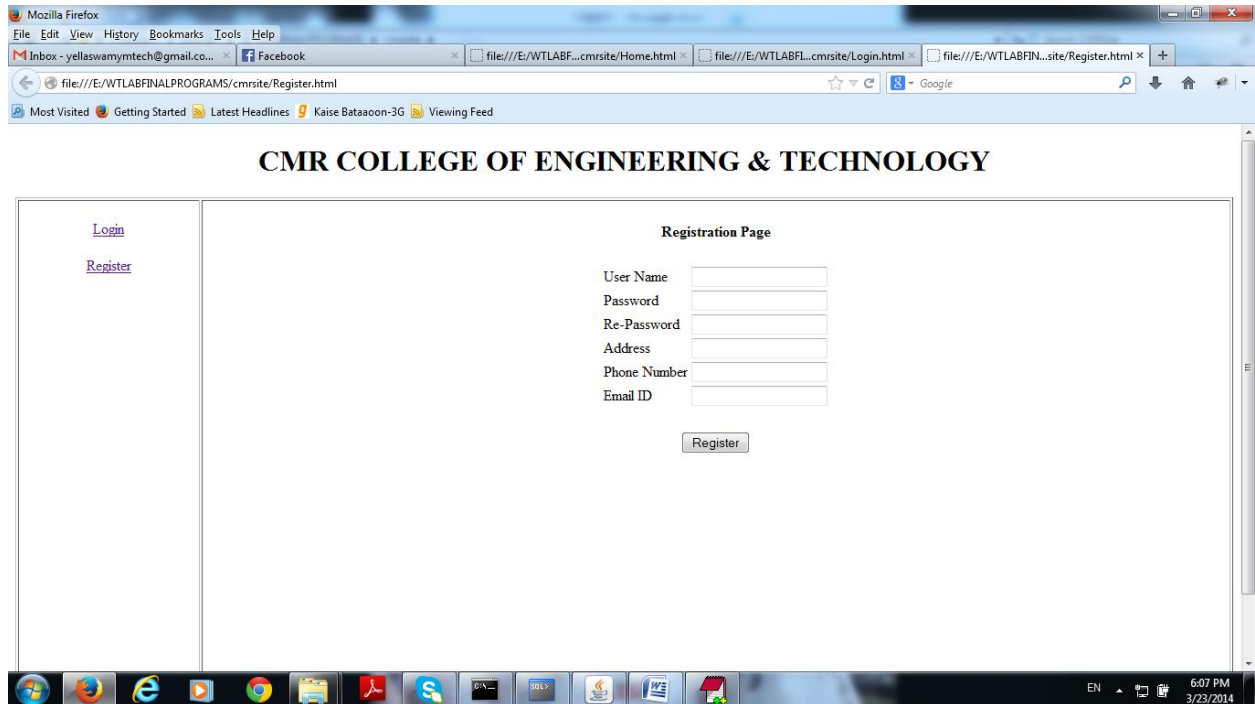 Mozilla Firefox
File Edit View History Bookmarks Tools Help
Inbox - yellaswamymtech@gmail.co... × Facebook × file:///E:/WTLABF...cmrsite/Home.html × file:///E:/WTLABFI...cmrsite/Login.html × file:///E:/WTLABFIN...site/Register.html × +
file:///E:/WTLABFINALPROGRAMS/cmrsite/Register.html 8 Google
Most Visited Getting Started Latest Headlines Kaise Bataaoon-3G Viewing Feed
CMR COLLEGE OF ENGINEERING & TECHNOLOGY
Login
Register
Registration Page
User Name
Password
Re-Password
Address
Phone Number
Email ID
Register
EN 6:07 PM
3/23/2014